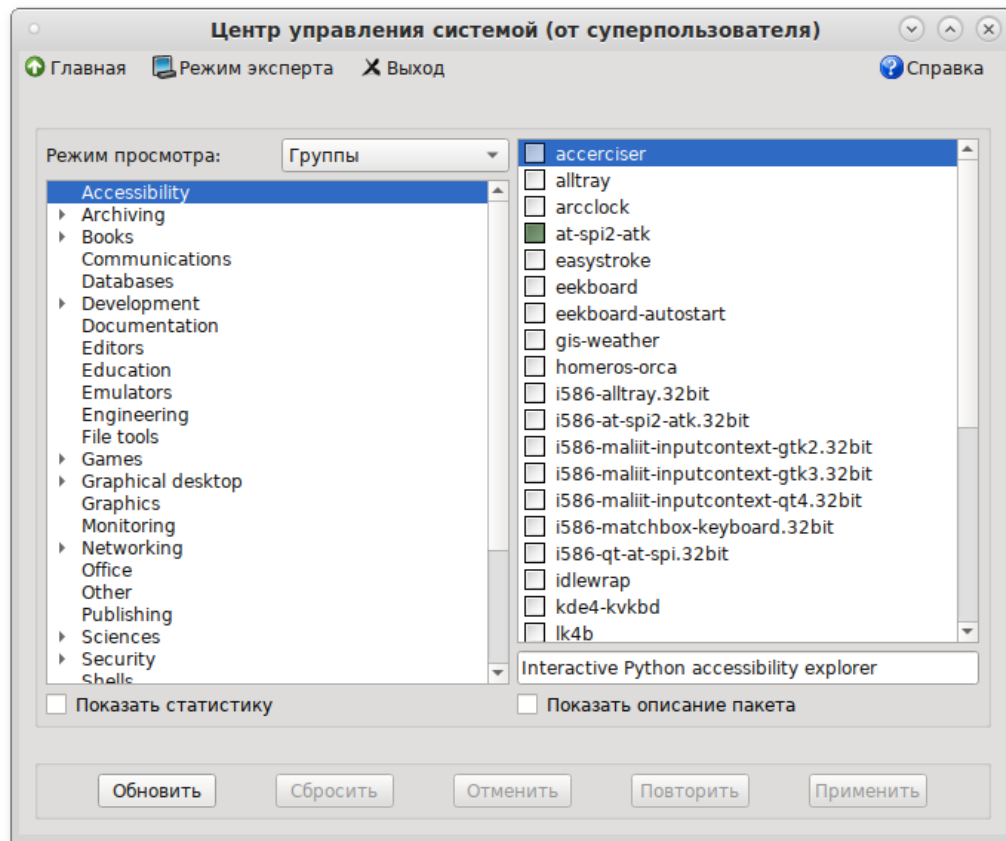 Центр управления системой (от суперпользователя)
Главная Режим эксперта Выход Справка
Режим просмотра: Группы
Accessibility
Archiving
Books
Communications
Databases
Development
Documentation
Editors
Education
Emulators
Engineering
File tools
Games
Graphical desktop
Graphics
Monitoring
Networking
Office
Other
Publishing
Sciences
Security
Shells
Показать статистику
accerciser
alltray
arcclock
at-spi2-atk
easystroke
eekboard
eekboard-autostart
gis-weather
homeros-orca
i586-alltray.32bit
i586-at-spi2-atk.32bit
i586-maliit-inputcontext-gtk2.32bit
i586-maliit-inputcontext-gtk3.32bit
i586-maliit-inputcontext-qt4.32bit
i586-matchbox-keyboard.32bit
i586-qt-at-spi.32bit
idlewrap
kde4-kvkbd
lk4b
Interactive Python accessibility explorer
Показать описание пакета
Обновить Сбросить Отменить Повторить Применить